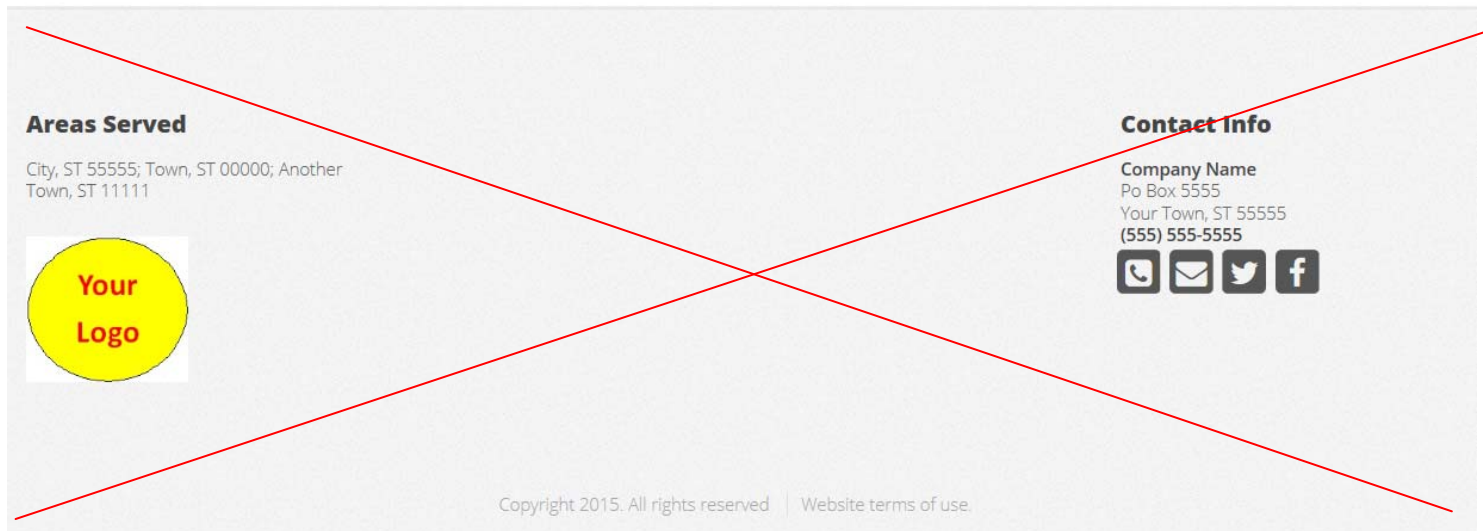 Areas Served
City, ST 55555; Town, ST 00000; Another
Town, ST 11111
Your
Logo
Contact Info
Company Name
Po Box 5555
Your Town, ST 55555
(555) 555-5555
Copyright 2015. All rights reserved | Website terms of use.